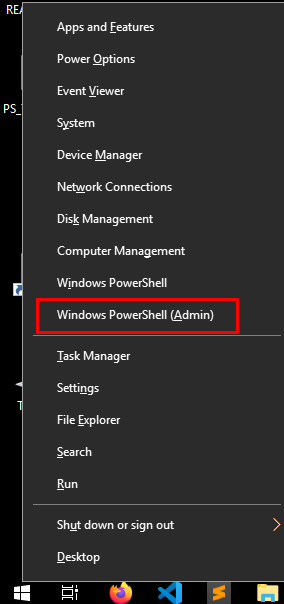 REA
Apps and Features
Power Options
Event Viewer
PS_
System
Device Manager
Network Connections
Disk Management
Computer Management
Windows PowerShell
Windows PowerShell (Admin)
Task Manager
Settings
T
File Explorer
Search
Run
Shut down or sign out
Desktop